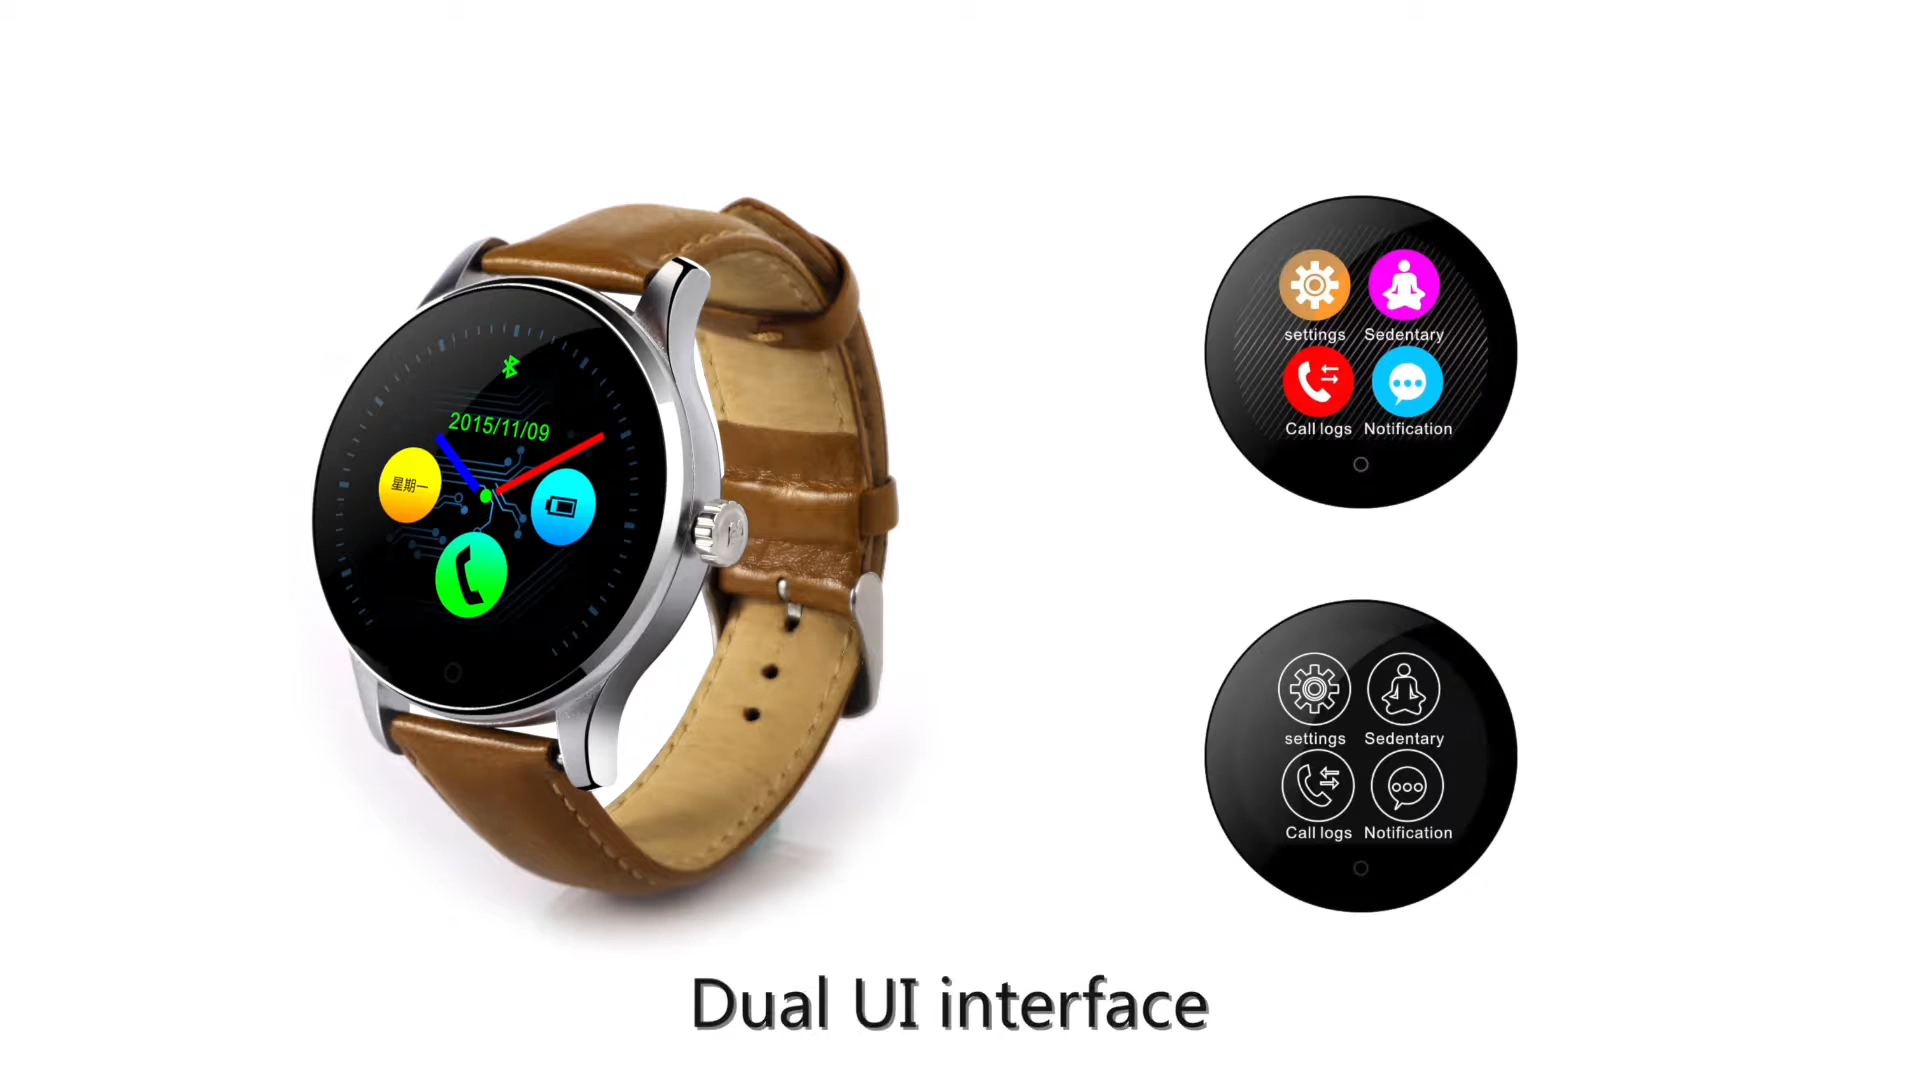 2015/11/09
星期一
settings Sedentary
Call logs Notification
settings Sedentary
Call logs Notification
Dual UI interface